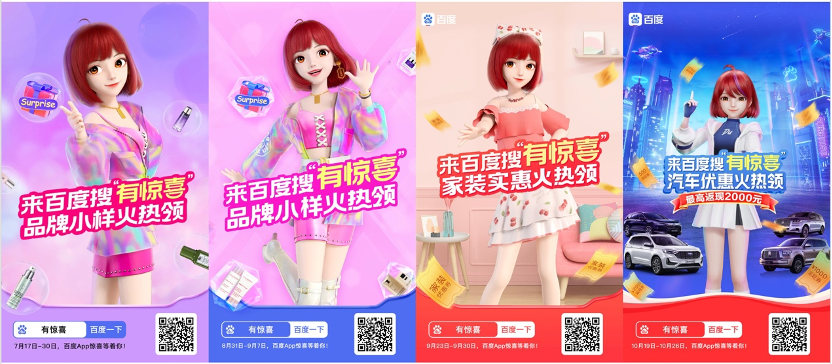 Surprise
来百度搜“有惊喜”
品牌小样火热领
有惊喜 百度一下
7月17日-30日，百度App惊喜等着你！
Surprise
来百度搜“有惊喜”
品牌小样火热领
有惊喜 百度一下
8月31日-9月7日，百度App惊喜等着你！
百度
来百度搜“有惊喜”
家装实惠火热领
有惊喜 百度一下
9月23日-9月30日，百度App惊喜等着你！
百度
来百度搜“有惊喜”
汽车优惠火热领
最高返现2000元
有惊喜 百度一下
10月19日-10月26日，百度App惊喜等着你！